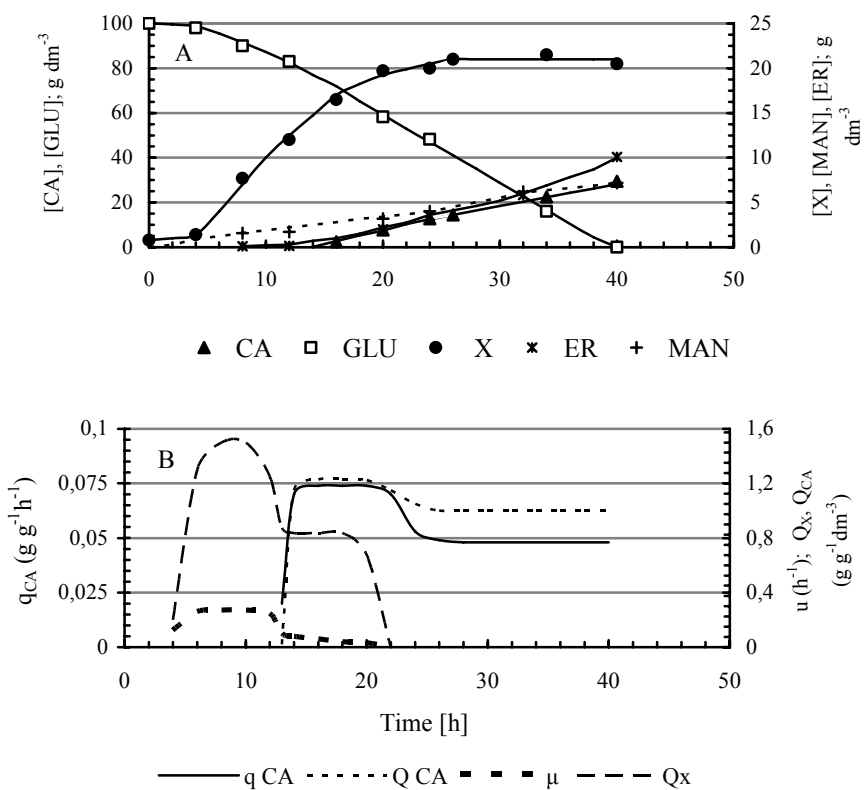 100
80
60
40
20
0
[CA], [GLU]; g dm-3
A
25
20
15
10
5
0
[X], [MAN], [ER]; g
dm-3
0 10 20 30 40 50
CA GLU X ER MAN
0,1
0,075
0,05
0,025
0
qCA (g g-1h-1)
B
1,6
1,2
0,8
0,4
0
u (h-1); QX, QCA
(g g-1dm-3)
0 10 20 30 40 50
Time [h]
q CA Q CA μ Qx